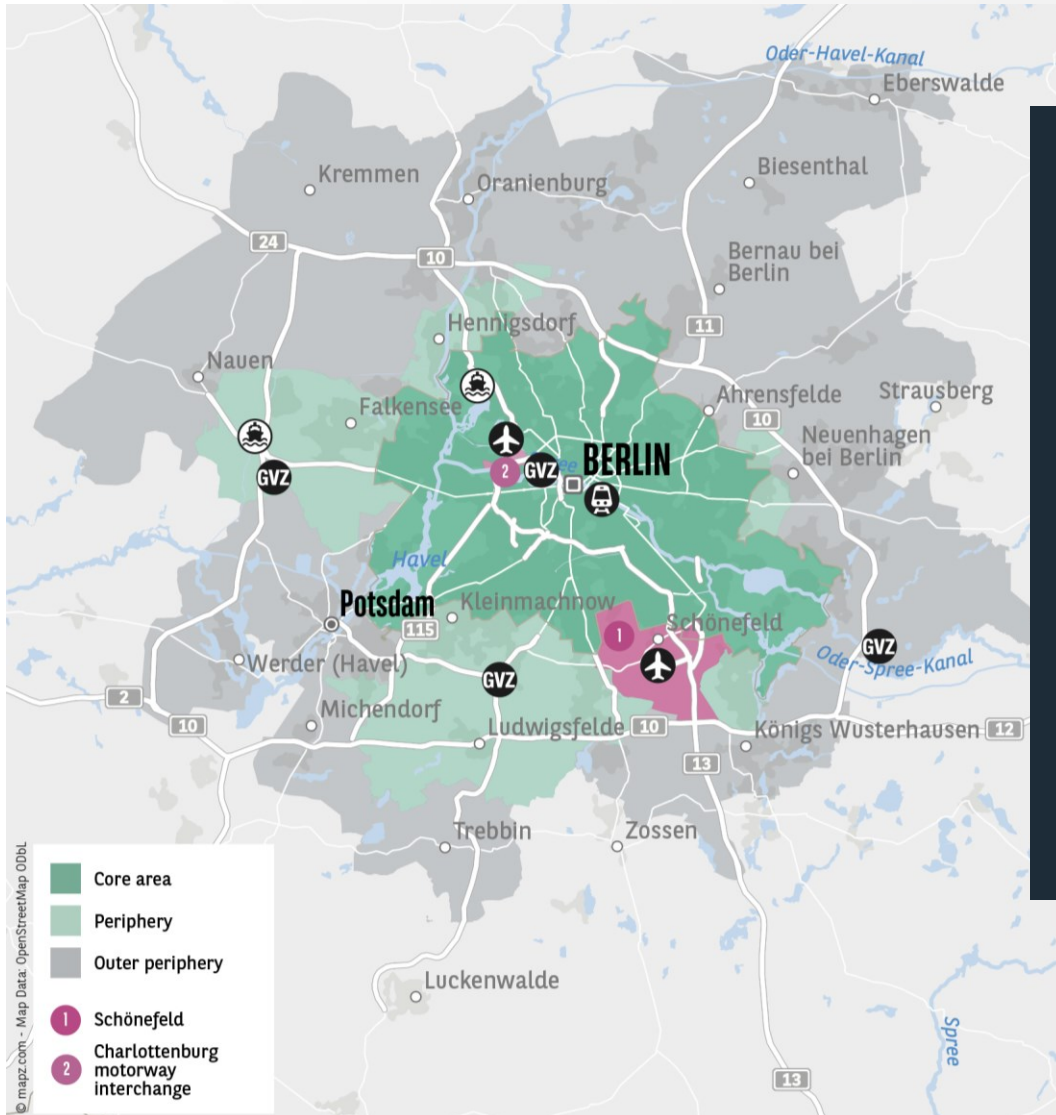 Oder-Havel-Kanal
Eberswalde
Kremmen
Oranienburg
Biesenthal
24
10
Bernau bei
Berlin
11
Hennigsdorf
Nauen
Falkensee
Ahrensfelde
Strausberg
10
Neuenhagen
bei Berlin
BERLIN
GVZ
2
GVZ
Havel
Potsdam
Kleinmachnow
115
1
Schönefeld
GVZ
Oder-Spree-Kanal
Werder (Havel)
GVZ
2
10
Michendorf
Ludwigsfelde
10
Königs Wusterhausen
12
13
Trebbin
Zossen
Luckenwalde
Spree
13
Core area
Periphery
Outer periphery
1 Schönefeld
2 Charlottenburg
motorway
interchange
© mapz.com - Map Data: OpenStreetMap ODbL